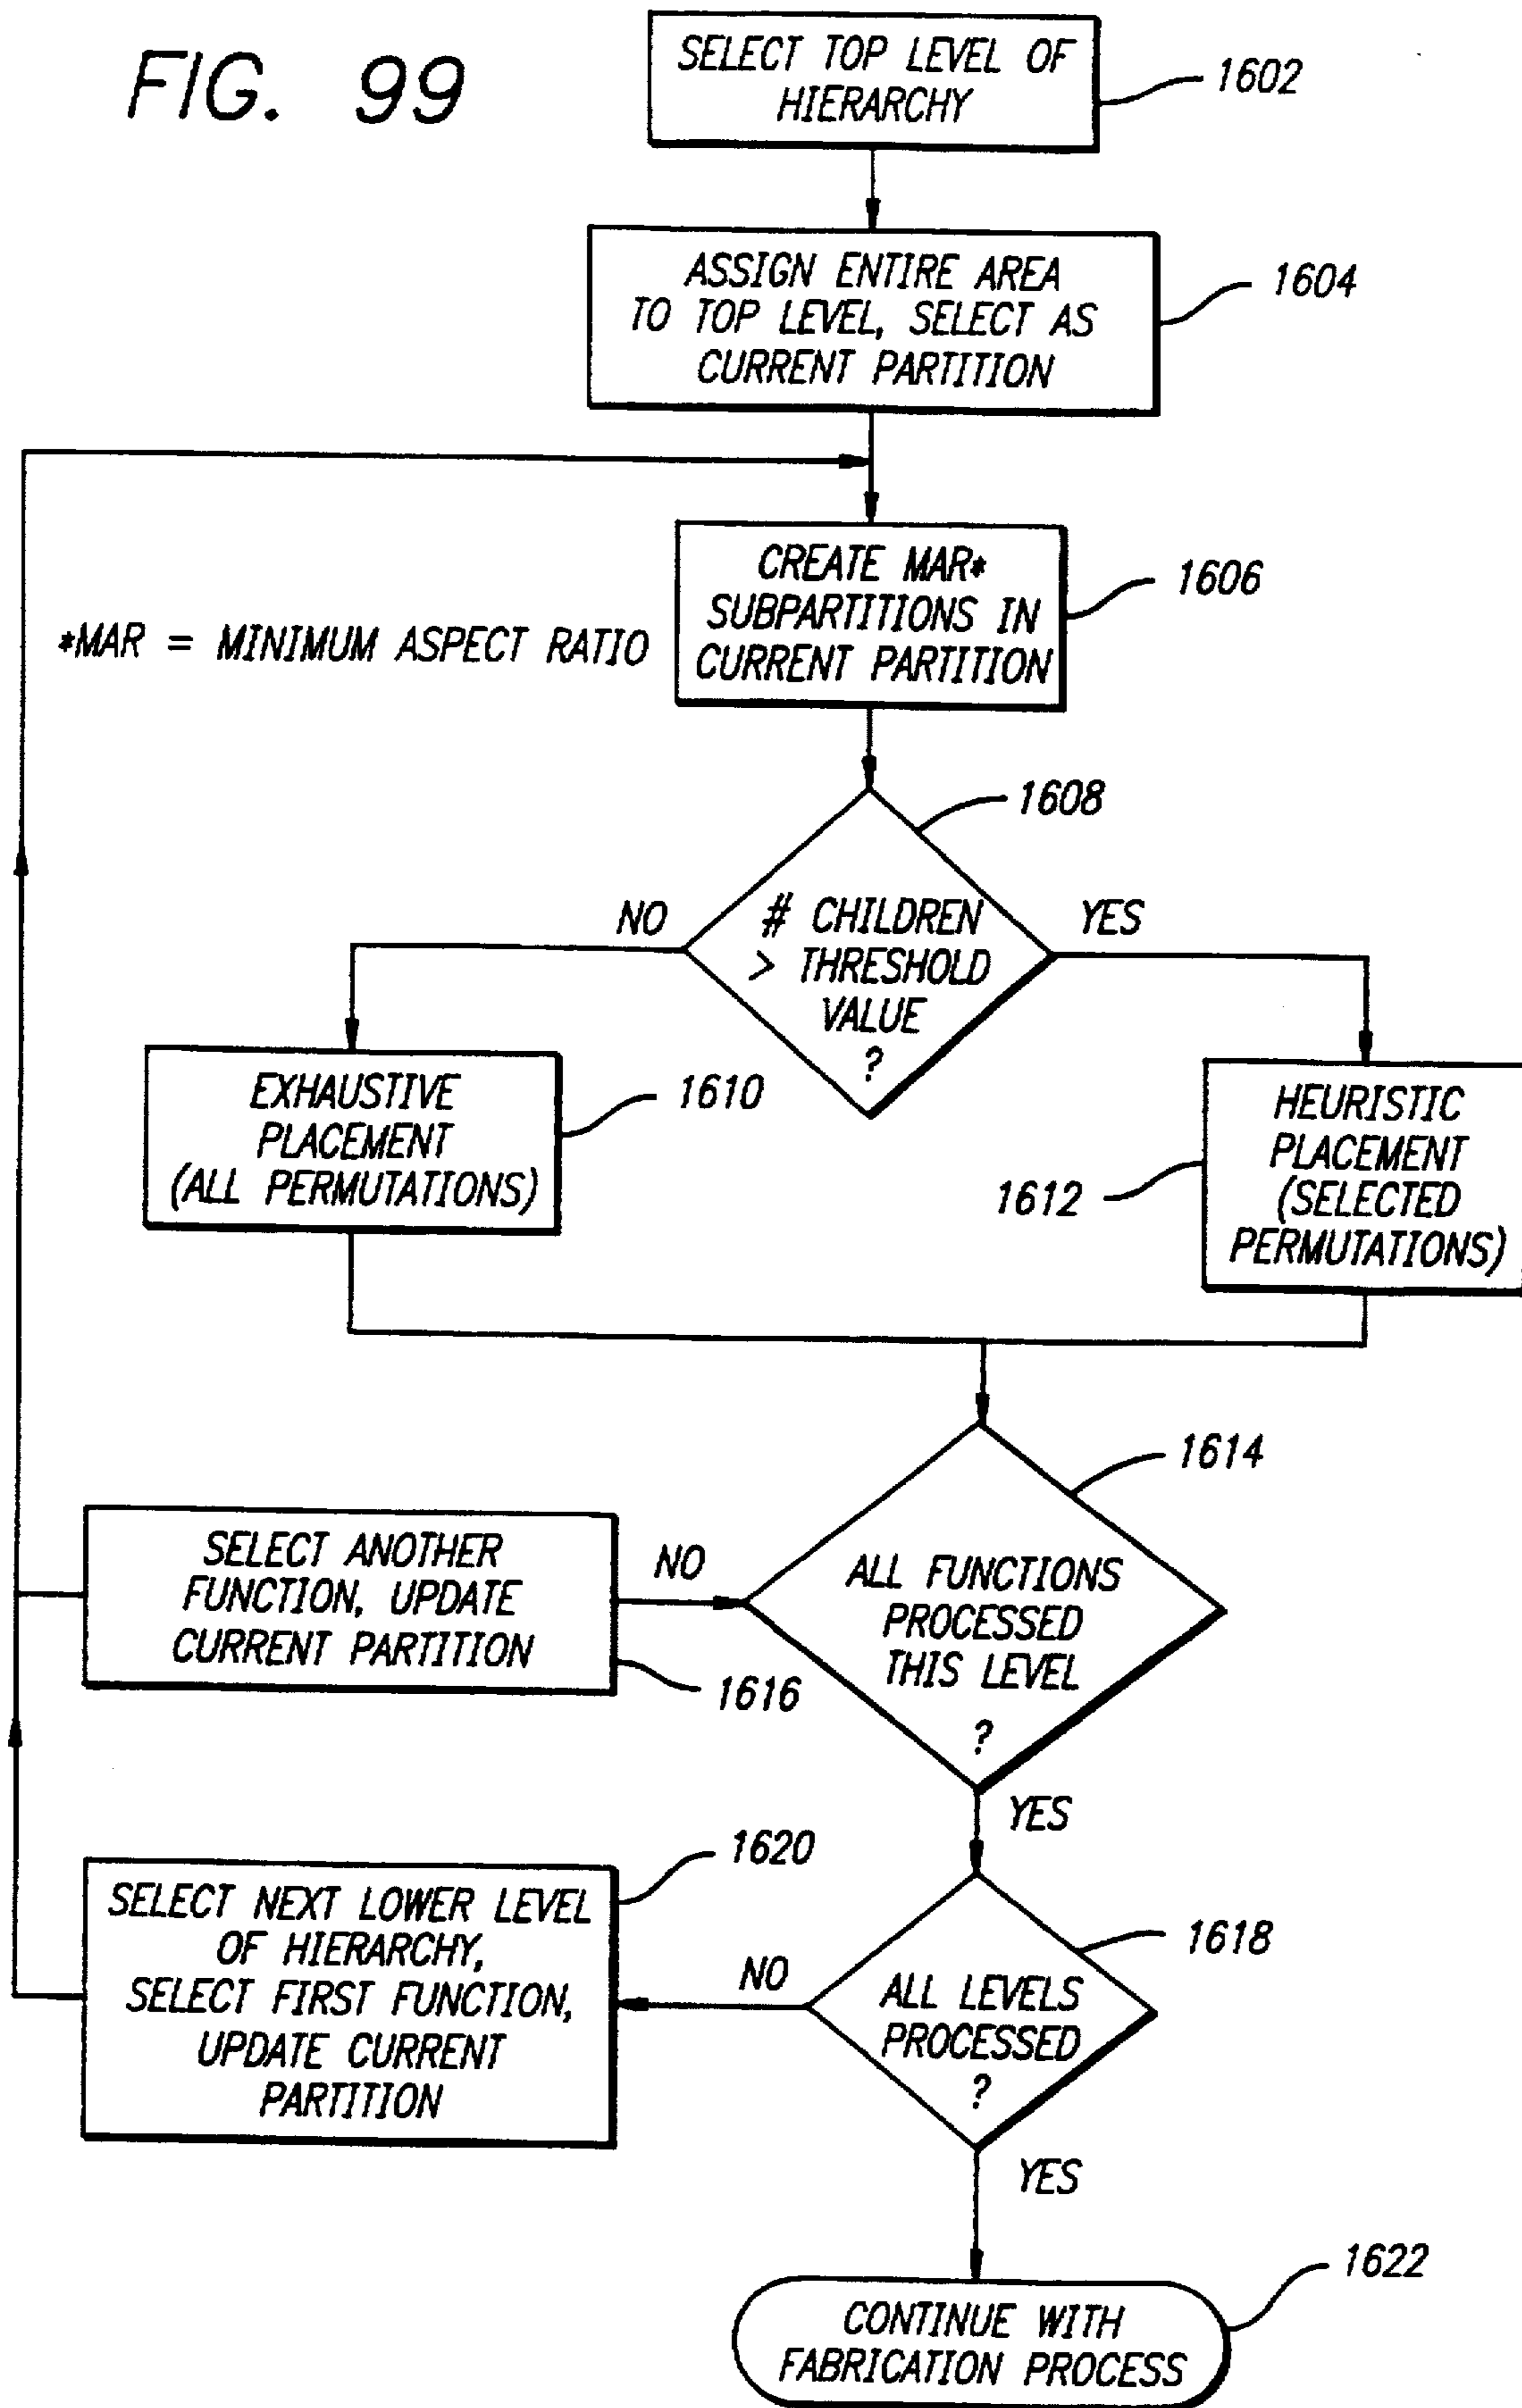 FIG. 99
SELECT TOP LEVEL OF
HIERARCHY
1602
ASSIGN ENTIRE AREA
TO TOP LEVEL, SELECT AS
CURRENT PARTITION
1604
CREATE MAR*
SUBPARTITIONS IN
CURRENT PARTITION
1606
*MAR = MINIMUM ASPECT RATIO
1608
# CHILDREN
> THRESHOLD
VALUE
?
NO
YES
EXHAUSTIVE
PLACEMENT
(ALL PERMUTATIONS)
1610
HEURISTIC
PLACEMENT
(SELECTED
PERMUTATIONS)
1612
1614
ALL FUNCTIONS
PROCESSED
THIS LEVEL
?
NO
SELECT ANOTHER
FUNCTION, UPDATE
CURRENT PARTITION
1616
YES
1620
SELECT NEXT LOWER LEVEL
OF HIERARCHY,
SELECT FIRST FUNCTION,
UPDATE CURRENT
PARTITION
NO
1618
ALL LEVELS
PROCESSED
?
YES
1622
CONTINUE WITH
FABRICATION PROCESS